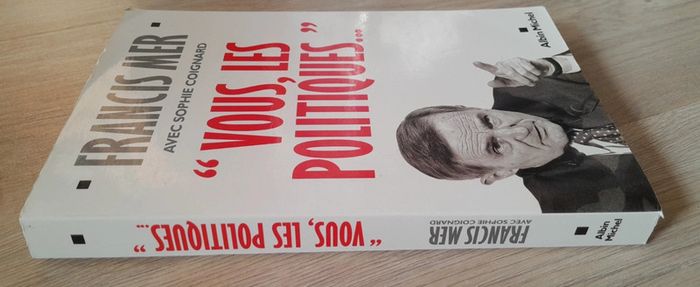 FRANCIS MER
AVEC SOPHIE COIGNARD
“ VOUS, LES
POLITIQUES... ”
Albin Michel
“ VOUS, LES POLITIQUES... ”
FRANCIS MER
AVEC SOPHIE COIGNARD
Albin
Michel